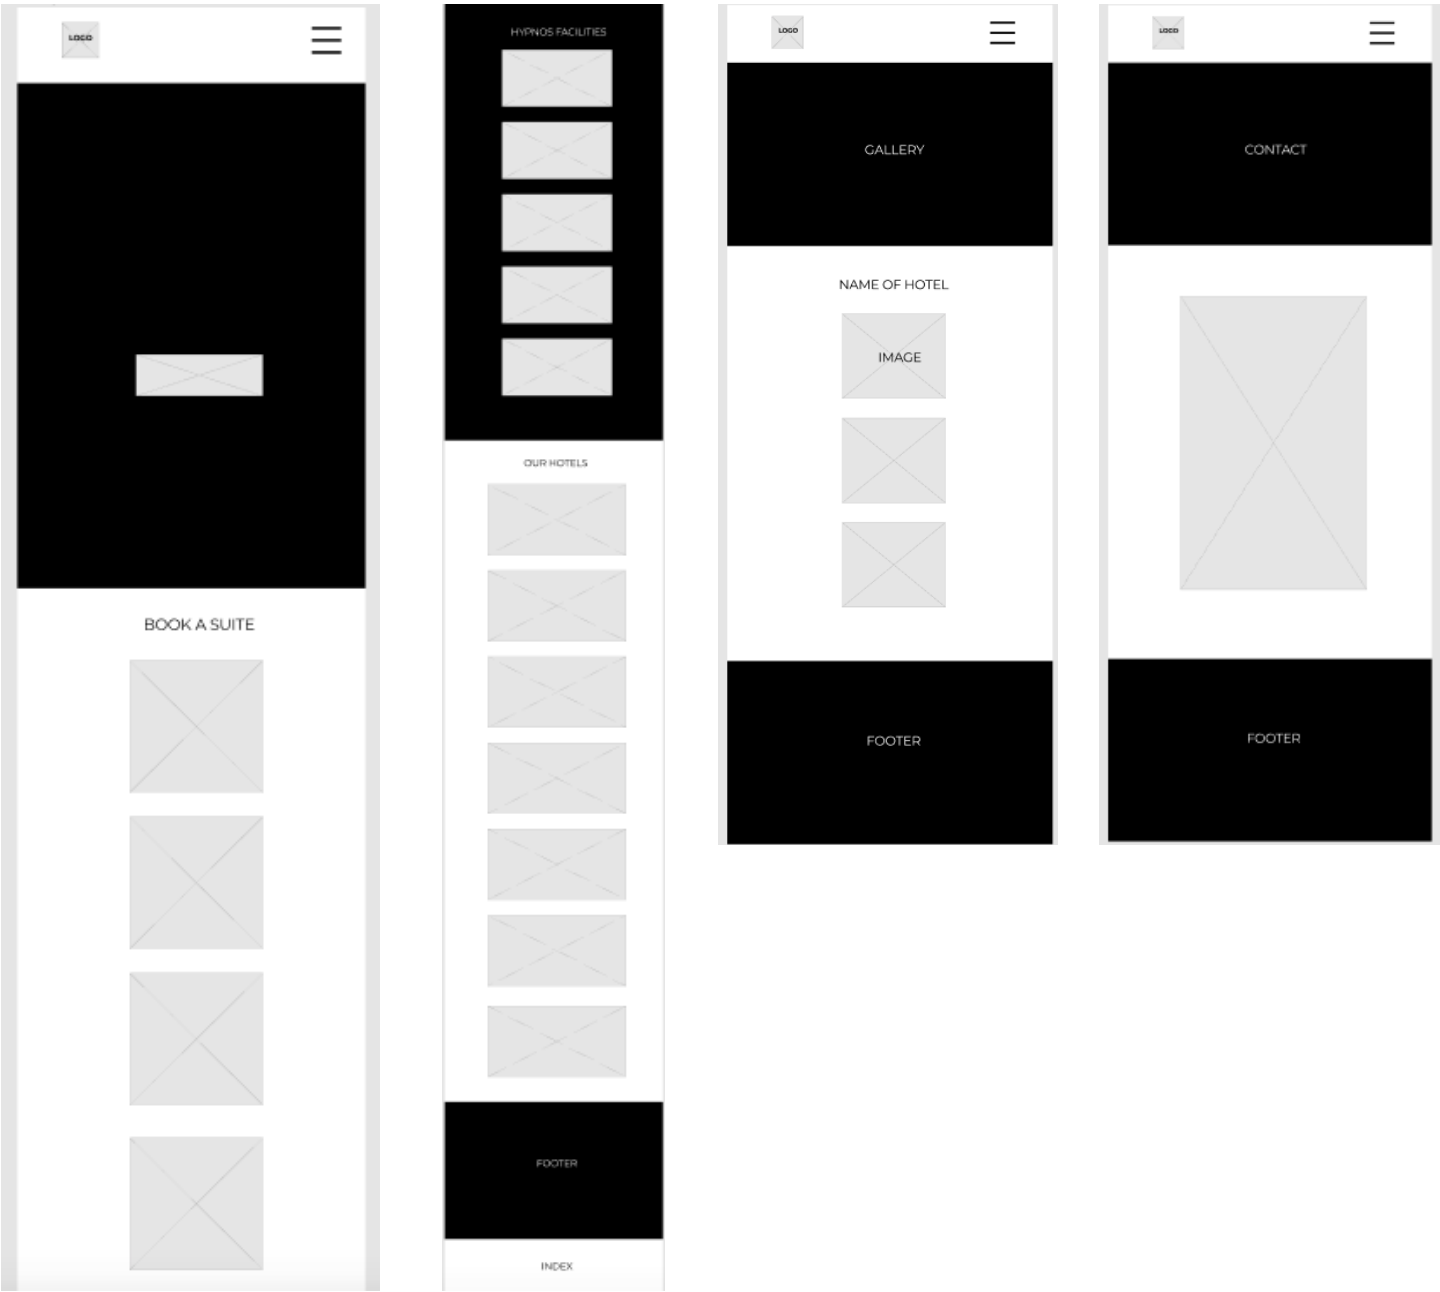 LOGO
BOOK A SUITE
HYPNOS FACILITIES
OUR HOTELS
FOOTER
INDEX
LOGO
GALLERY
NAME OF HOTEL
IMAGE
FOOTER
LOGO
CONTACT
FOOTER